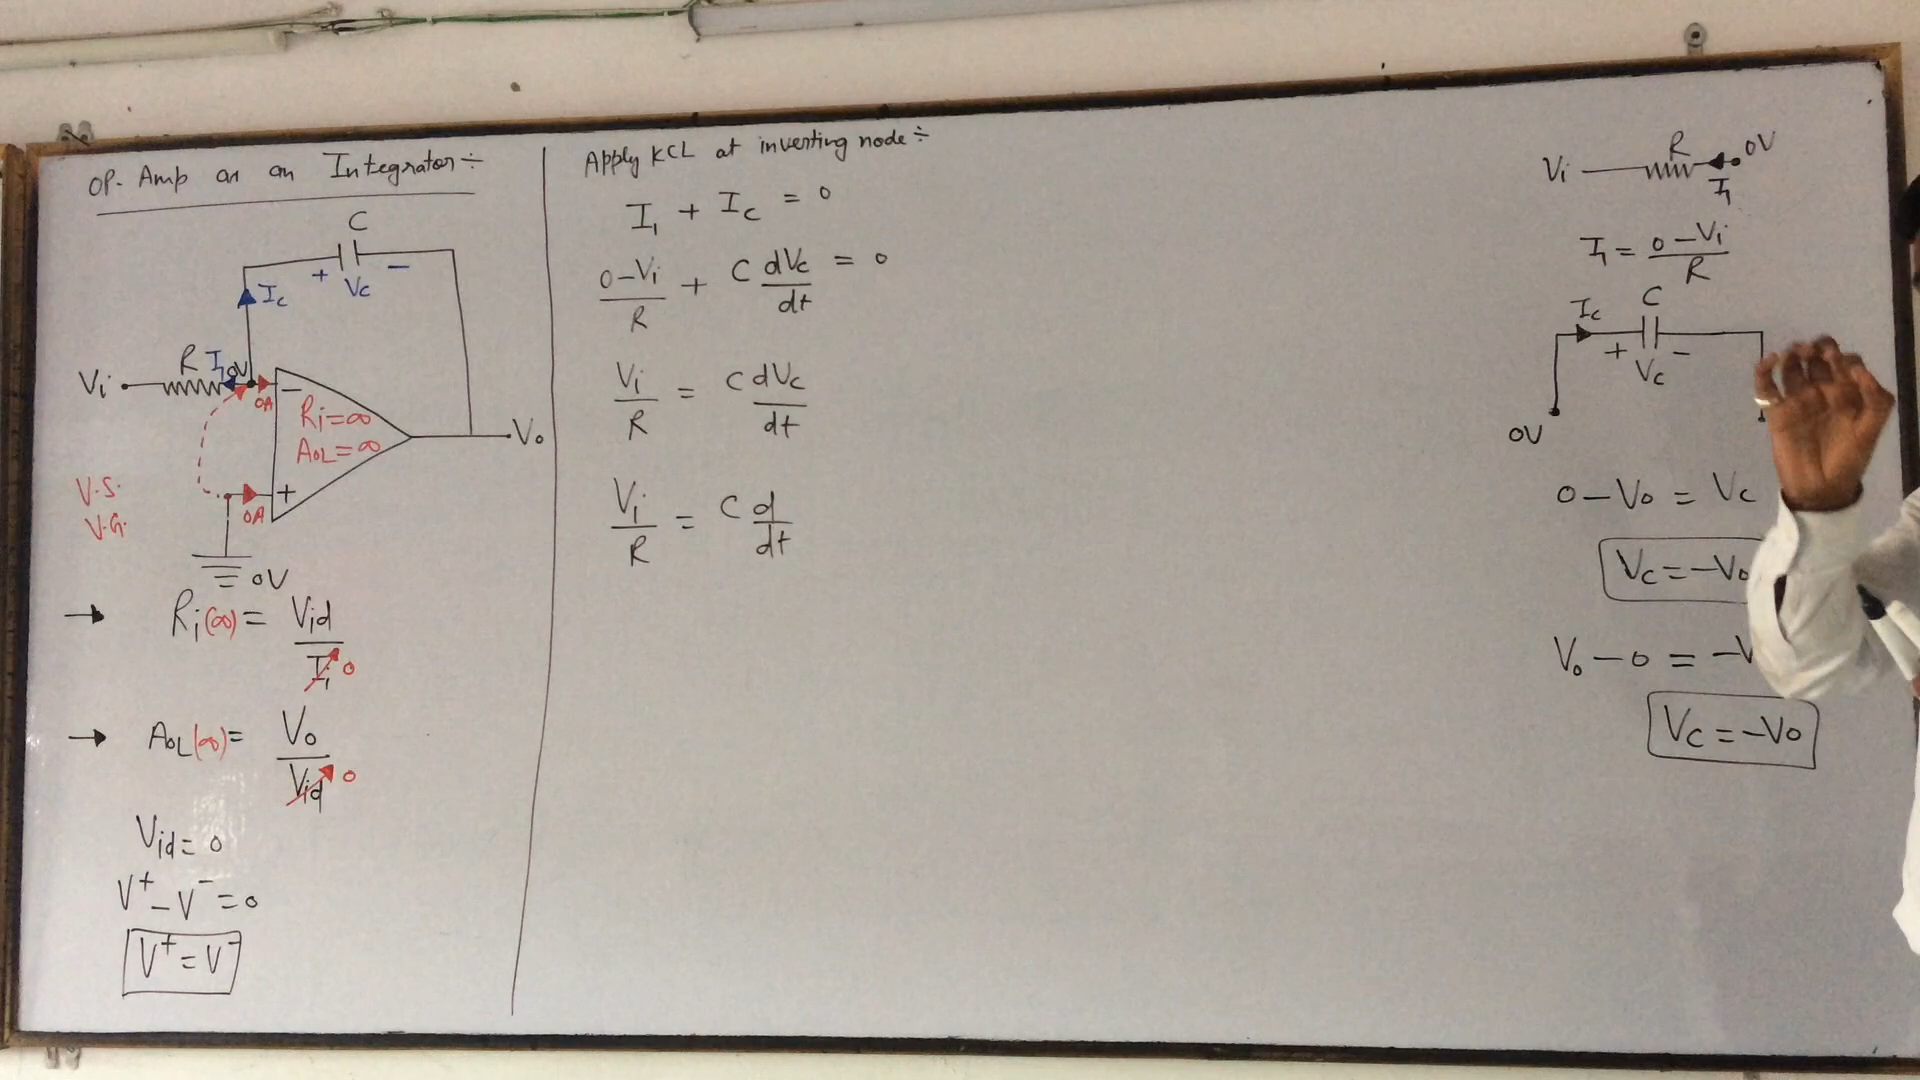 OP-Amp as an Integrator ÷
C
+ Vc −
Ic
R I₁ 0V
Vi
0A
−
Ri=∞
AOL=∞
Vo
V.S.
V.G.
+
0A
0V
→ Ri(∞) = Vid / Ii 0
→ AOL(∞) = Vo / Vid 0
Vid = 0
V⁺ − V⁻ = 0
V⁺ = V⁻
Apply KCL at inverting node ÷
I₁ + Ic = 0
0−Vi / R + C dVc / dt = 0
Vi / R = C dVc / dt
Vi / R = C d / dt
Vi R 0V
I₁
I₁ = 0−Vi / R
C
Ic
+ Vc −
0V
0−Vo = Vc
Vc = −Vo
Vo − 0 = −V
Vc = −Vo